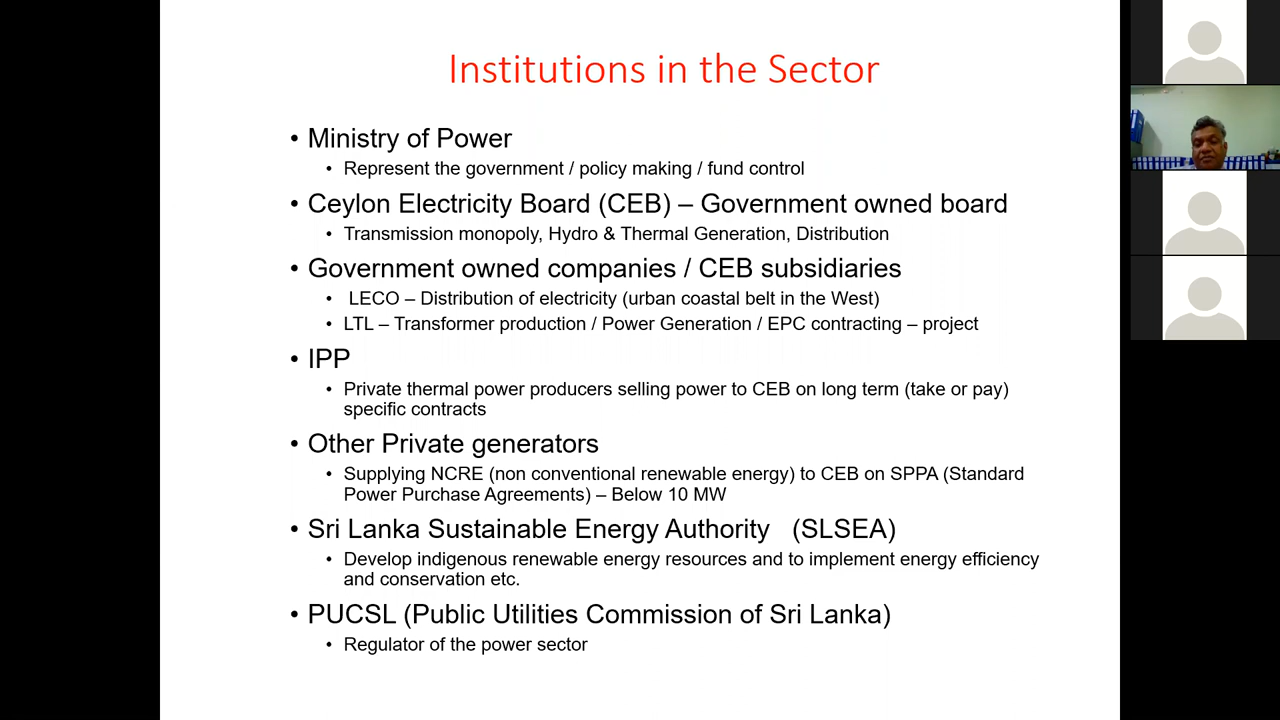 Institutions in the Sector
• Ministry of Power
• Represent the government / policy making / fund control
• Ceylon Electricity Board (CEB) – Government owned board
• Transmission monopoly, Hydro & Thermal Generation, Distribution
• Government owned companies / CEB subsidiaries
• LECO – Distribution of electricity (urban coastal belt in the West)
• LTL – Transformer production / Power Generation / EPC contracting – project
• IPP
• Private thermal power producers selling power to CEB on long term (take or pay)
specific contracts
• Other Private generators
• Supplying NCRE (non conventional renewable energy) to CEB on SPPA (Standard
Power Purchase Agreements) – Below 10 MW
• Sri Lanka Sustainable Energy Authority (SLSEA)
• Develop indigenous renewable energy resources and to implement energy efficiency
and conservation etc.
• PUCSL (Public Utilities Commission of Sri Lanka)
• Regulator of the power sector